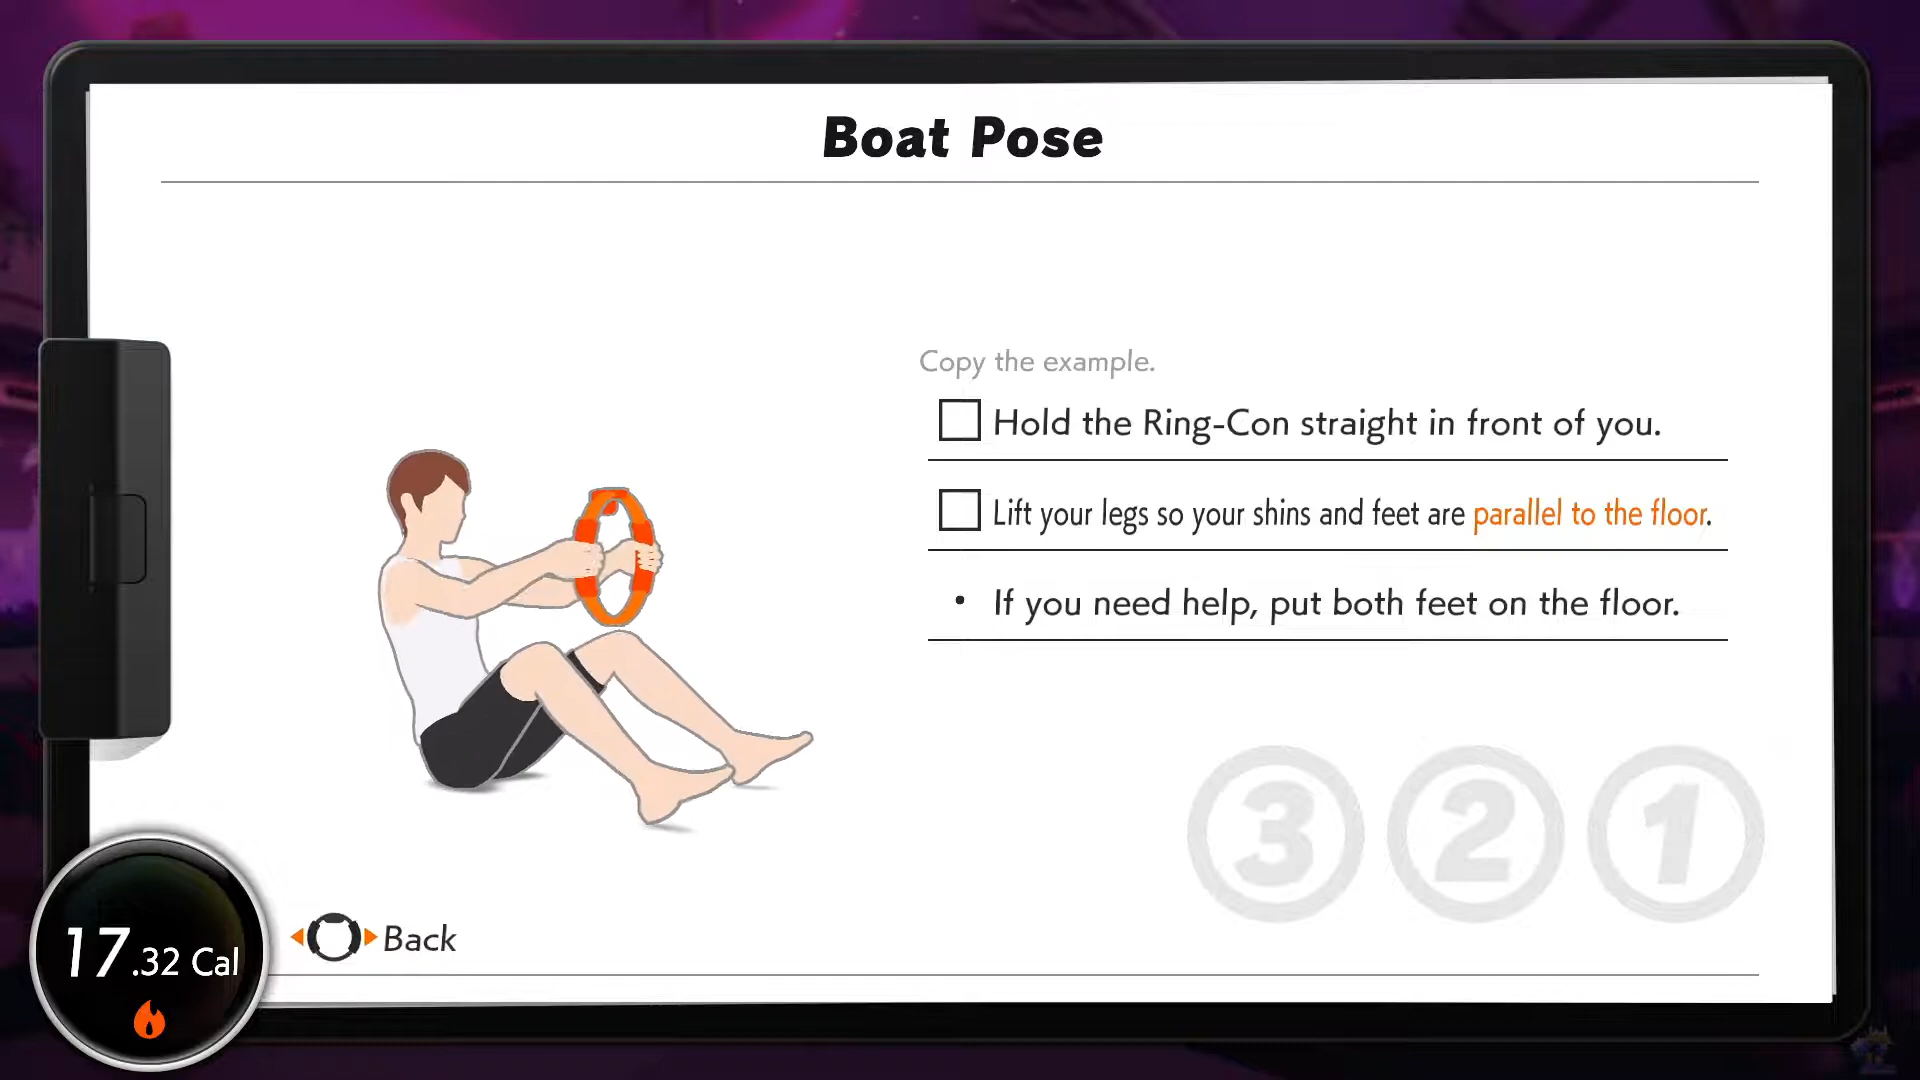 Boat Pose
Copy the example.
Hold the Ring-Con straight in front of you.
Lift your legs so your shins and feet are parallel to the floor.
• If you need help, put both feet on the floor.
3 2 1
Back
17.32 Cal